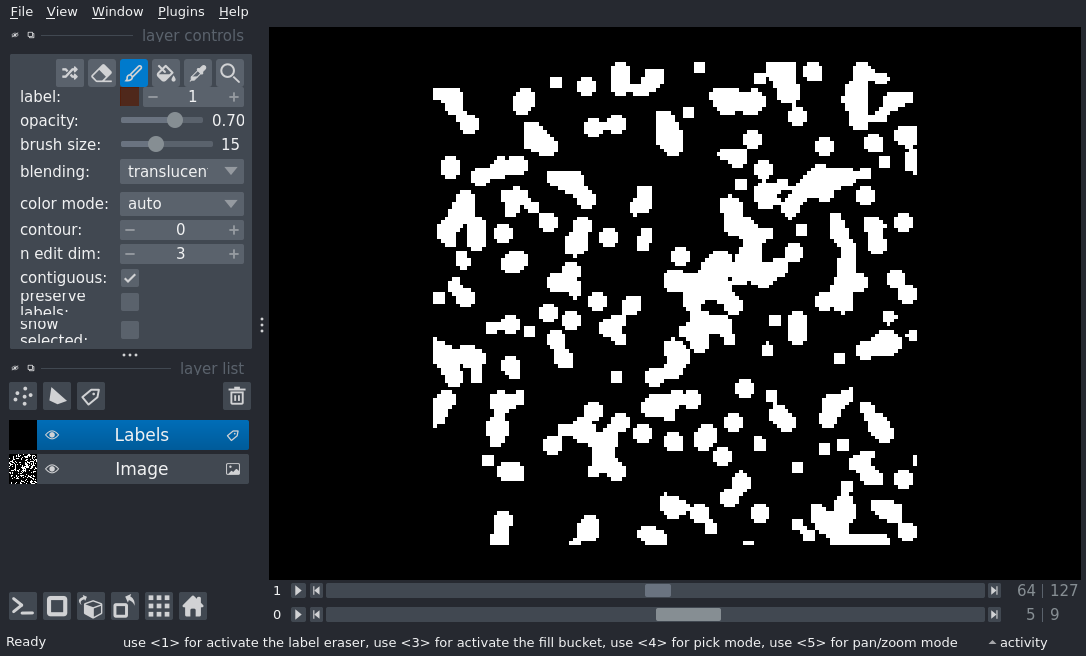 File View Window Plugins Help
layer controls
label: 1
opacity: 0.70
brush size: 15
blending: translucen
color mode: auto
contour: 0
n edit dim: 3
contiguous:
preserve
labels:
show
selected:
layer list
Labels
Image
1 64 | 127
0 5 | 9
Ready use <1> for activate the label eraser, use <3> for activate the fill bucket, use <4> for pick mode, use <5> for pan/zoom mode activity